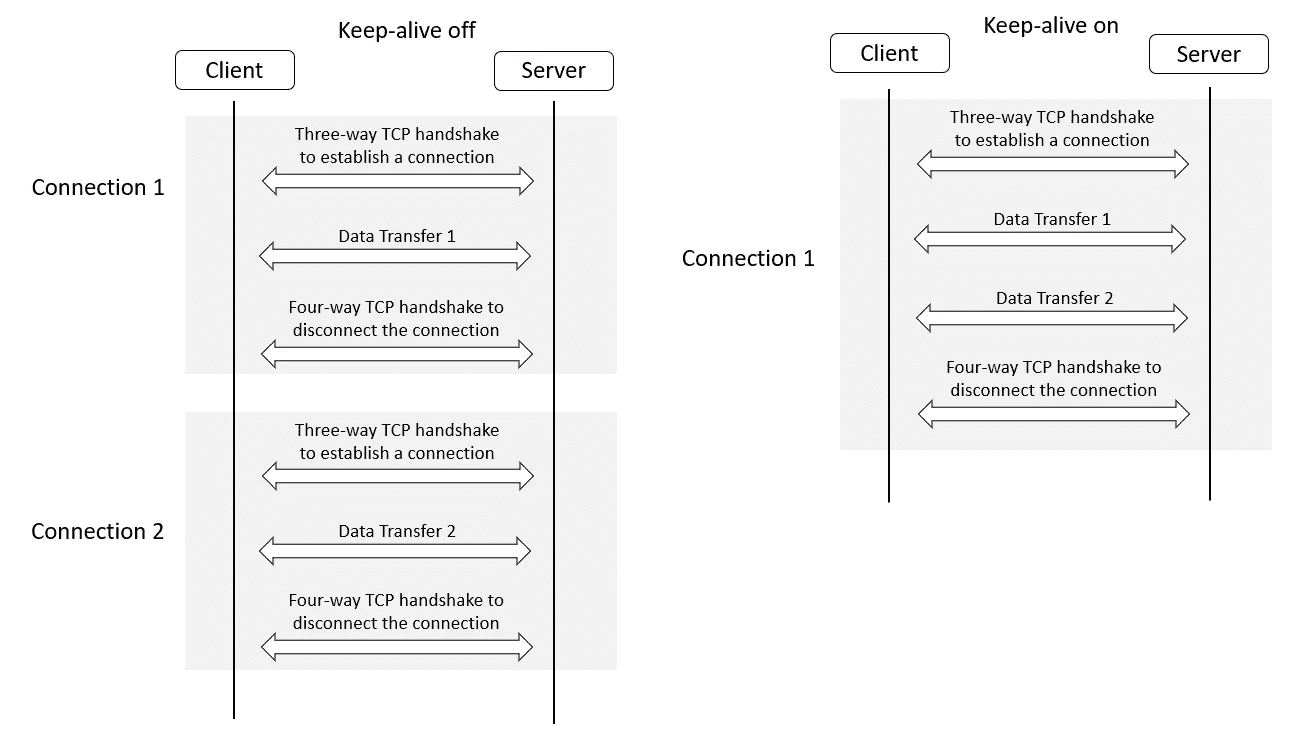 Keep-alive off
Client
Server
Connection 1
Three-way TCP handshake
to establish a connection
Data Transfer 1
Four-way TCP handshake to
disconnect the connection
Connection 2
Three-way TCP handshake
to establish a connection
Data Transfer 2
Four-way TCP handshake to
disconnect the connection
Keep-alive on
Client
Server
Connection 1
Three-way TCP handshake
to establish a connection
Data Transfer 1
Data Transfer 2
Four-way TCP handshake to
disconnect the connection